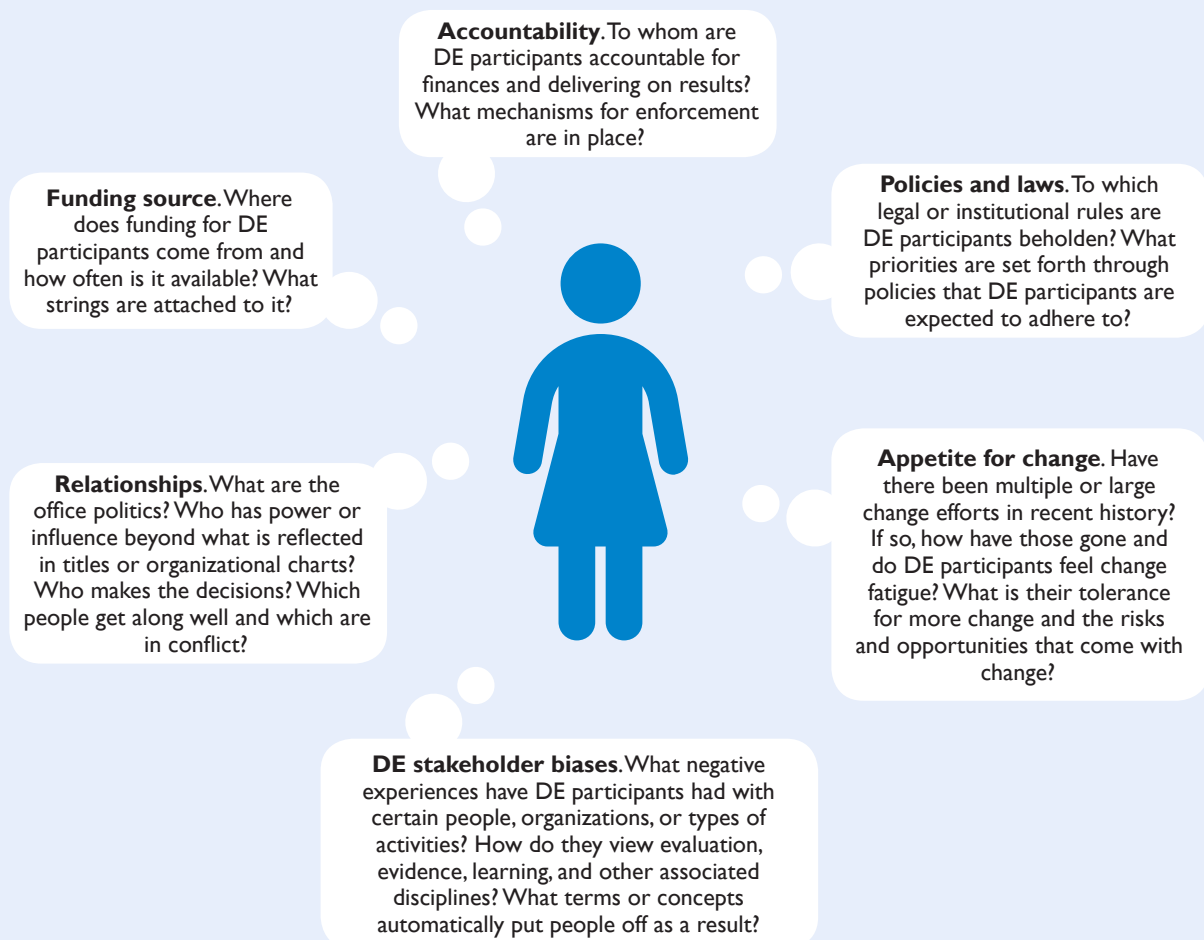 Accountability. To whom are
DE participants accountable for
finances and delivering on results?
What mechanisms for enforcement
are in place?
Funding source. Where
does funding for DE
participants come from and
how often is it available? What
strings are attached to it?
Policies and laws. To which
legal or institutional rules are
DE participants beholden? What
priorities are set forth through
policies that DE participants are
expected to adhere to?
Relationships. What are the
office politics? Who has power or
influence beyond what is reflected
in titles or organizational charts?
Who makes the decisions? Which
people get along well and which are
in conflict?
Appetite for change. Have
there been multiple or large
change efforts in recent history?
If so, how have those gone and
do DE participants feel change
fatigue? What is their tolerance
for more change and the risks
and opportunities that come with
change?
DE stakeholder biases. What negative
experiences have DE participants had with
certain people, organizations, or types of
activities? How do they view evaluation,
evidence, learning, and other associated
disciplines? What terms or concepts
automatically put people off as a result?